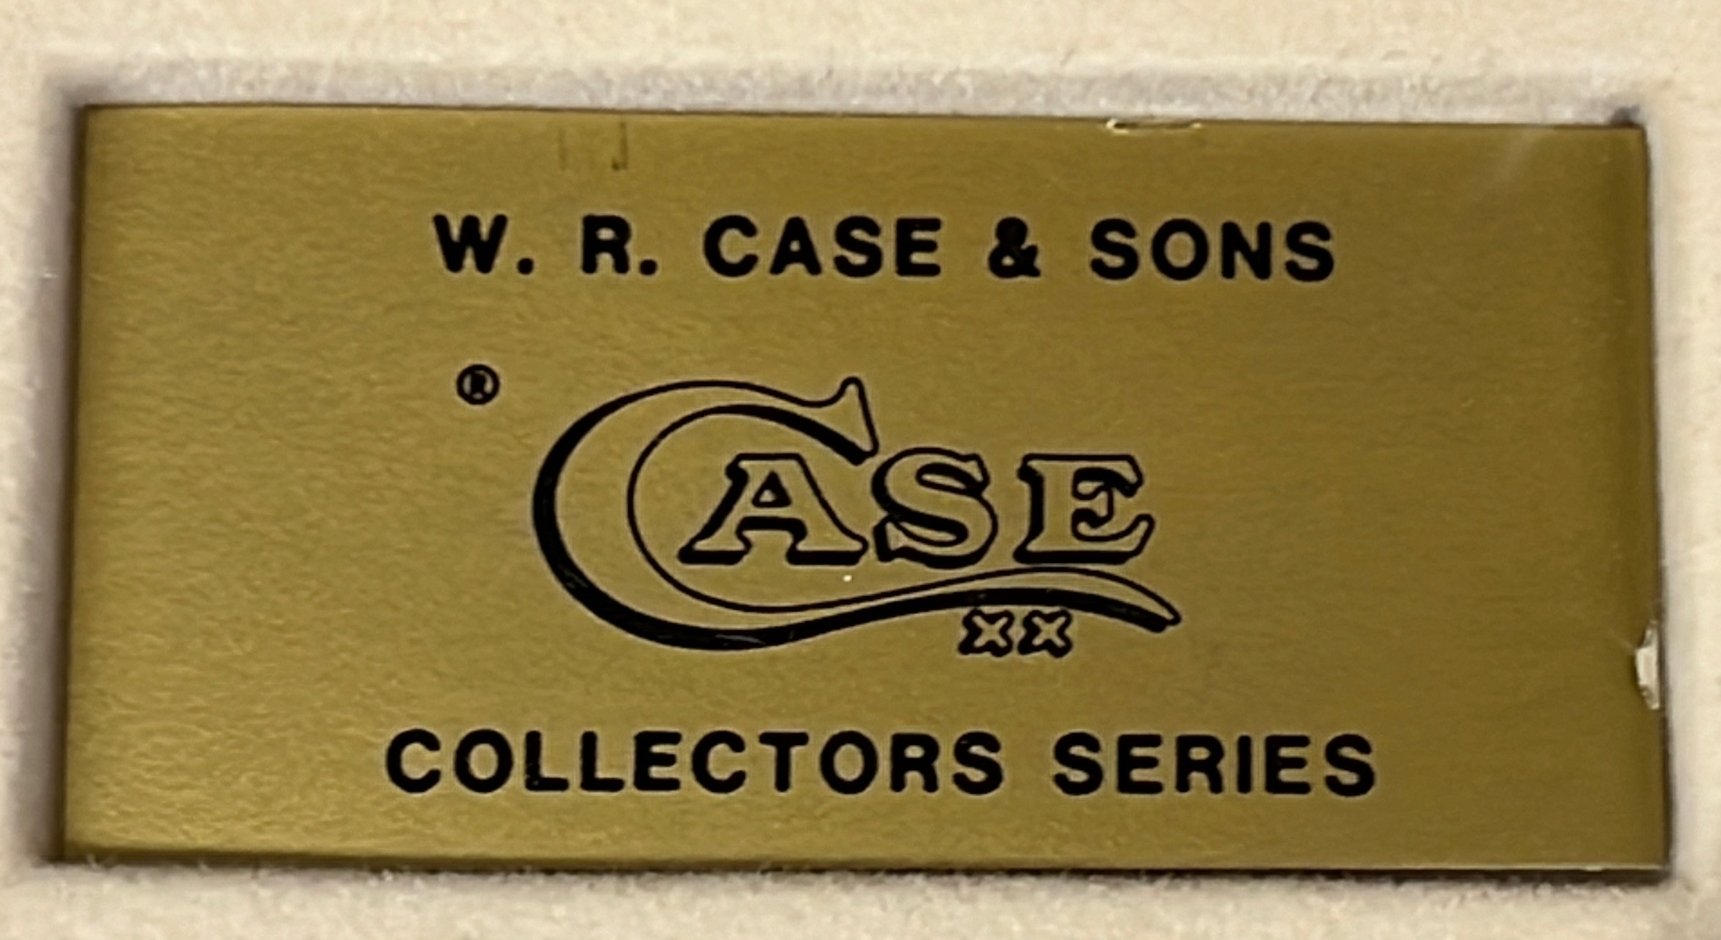 W. R. CASE & SONS
®
CASE
XX
COLLECTORS SERIES